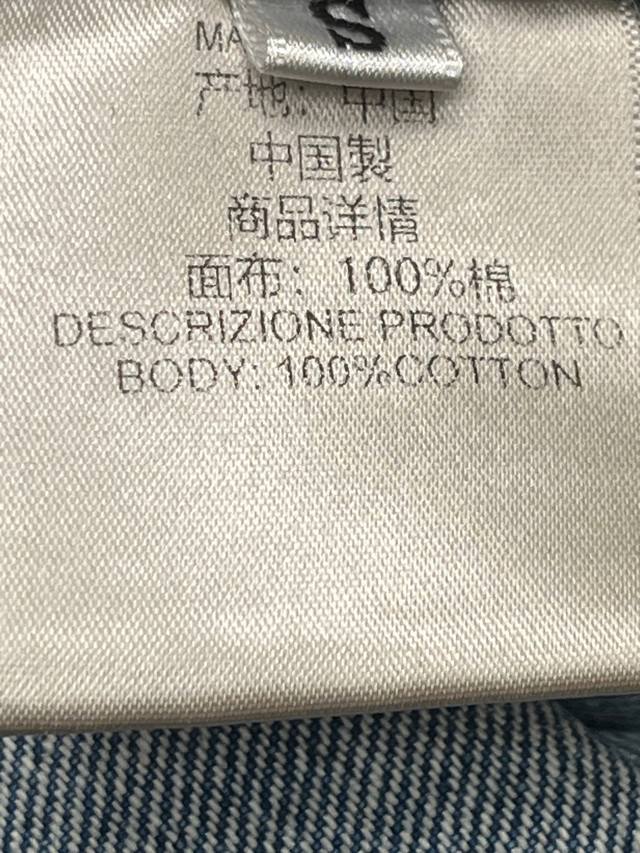 S
产地：中国
中国製
商品详情
面布：100%棉
DESCRIZIONE PRODOTTO
BODY: 100%COTTON